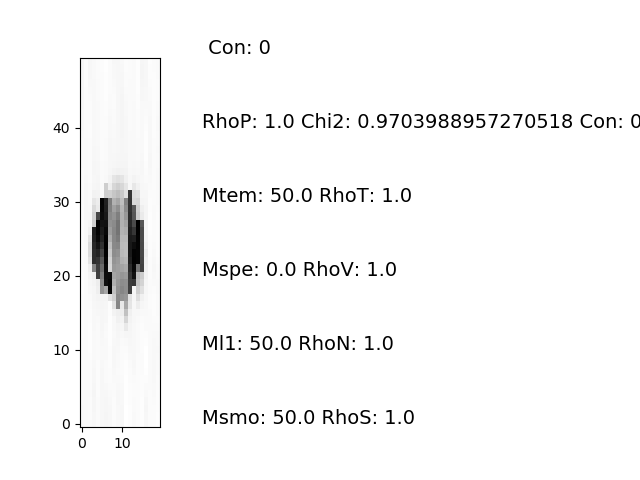 Con: 0
RhoP: 1.0 Chi2: 0.9703988957270518 Con: 0
Mtem: 50.0 RhoT: 1.0
Mspe: 0.0 RhoV: 1.0
Ml1: 50.0 RhoN: 1.0
Msmo: 50.0 RhoS: 1.0
40
30
20
10
0
0 10